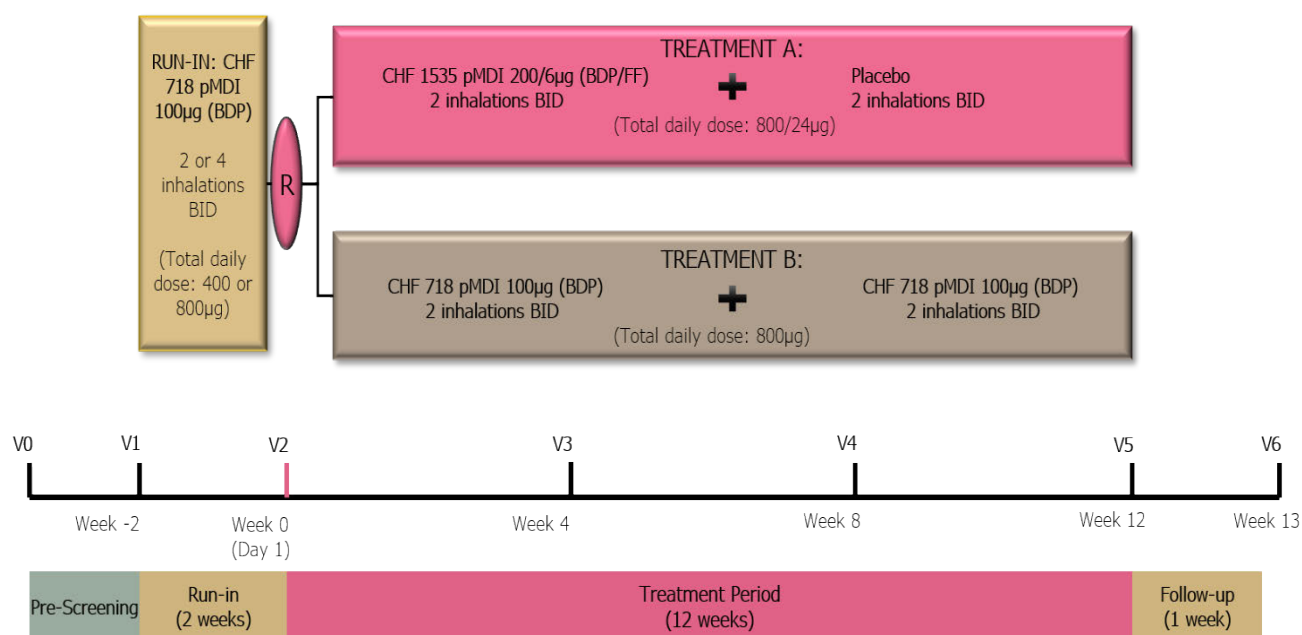 RUN-IN: CHF
718 pMDI
100µg (BDP)
2 or 4
inhalations
BID
(Total daily
dose: 400 or
800µg)
R
TREATMENT A:
CHF 1535 pMDI 200/6µg (BDP/FF)
2 inhalations BID
Placebo
2 inhalations BID
(Total daily dose: 800/24µg)
TREATMENT B:
CHF 718 pMDI 100µg (BDP)
2 inhalations BID
CHF 718 pMDI 100µg (BDP)
2 inhalations BID
(Total daily dose: 800µg)
V0 V1 V2 V3 V4 V5 V6
Week -2 Week 0 Week 4 Week 8 Week 12 Week 13
(Day 1)
Pre-Screening
Run-in
(2 weeks)
Treatment Period
(12 weeks)
Follow-up
(1 week)